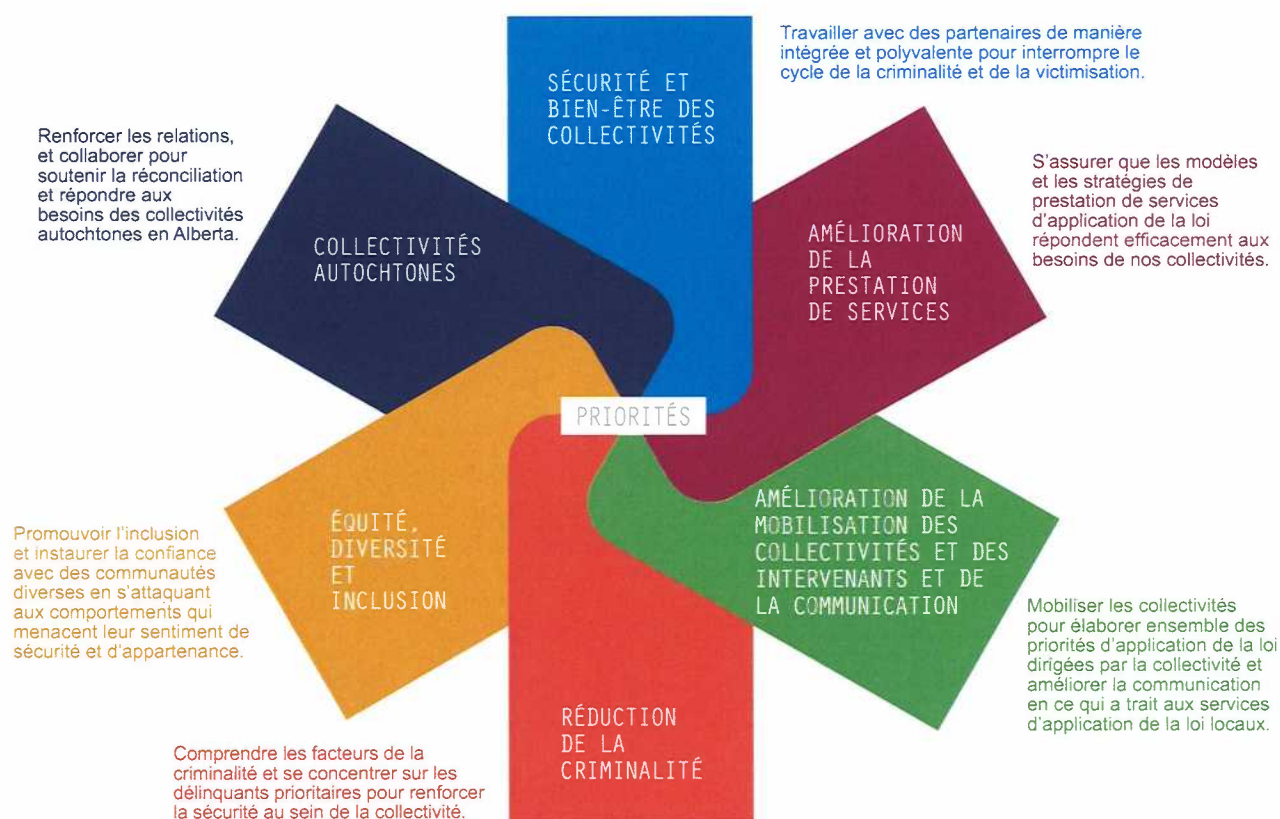 Travailler avec des partenaires de manière
intégrée et polyvalente pour interrompre le
cycle de la criminalité et de la victimisation.
SÉCURITÉ ET
BIEN-ÊTRE DES
COLLECTIVITÉS
Renforcer les relations,
et collaborer pour
soutenir la réconciliation
et répondre aux
besoins des collectivités
autochtones en Alberta.
COLLECTIVITÉS
AUTOCHTONES
S'assurer que les modèles
et les stratégies de
prestation de services
d'application de la loi
répondent efficacement aux
besoins de nos collectivités.
AMÉLIORATION
DE LA
PRESTATION
DE SERVICES
PRIORITÉS
Promouvoir l'inclusion
et instaurer la confiance
avec des communautés
diverses en s'attaquant
aux comportements qui
menacent leur sentiment de
sécurité et d'appartenance.
ÉQUITÉ,
DIVERSITÉ
ET
INCLUSION
AMÉLIORATION DE LA
MOBILISATION DES
COLLECTIVITÉS ET DES
INTERVENANTS ET DE
LA COMMUNICATION
Mobiliser les collectivités
pour élaborer ensemble des
priorités d'application de la loi
dirigées par la collectivité et
améliorer la communication
en ce qui a trait aux services
d'application de la loi locaux.
RÉDUCTION
DE LA
CRIMINALITÉ
Comprendre les facteurs de la
criminalité et se concentrer sur les
délinquants prioritaires pour renforcer
la sécurité au sein de la collectivité.